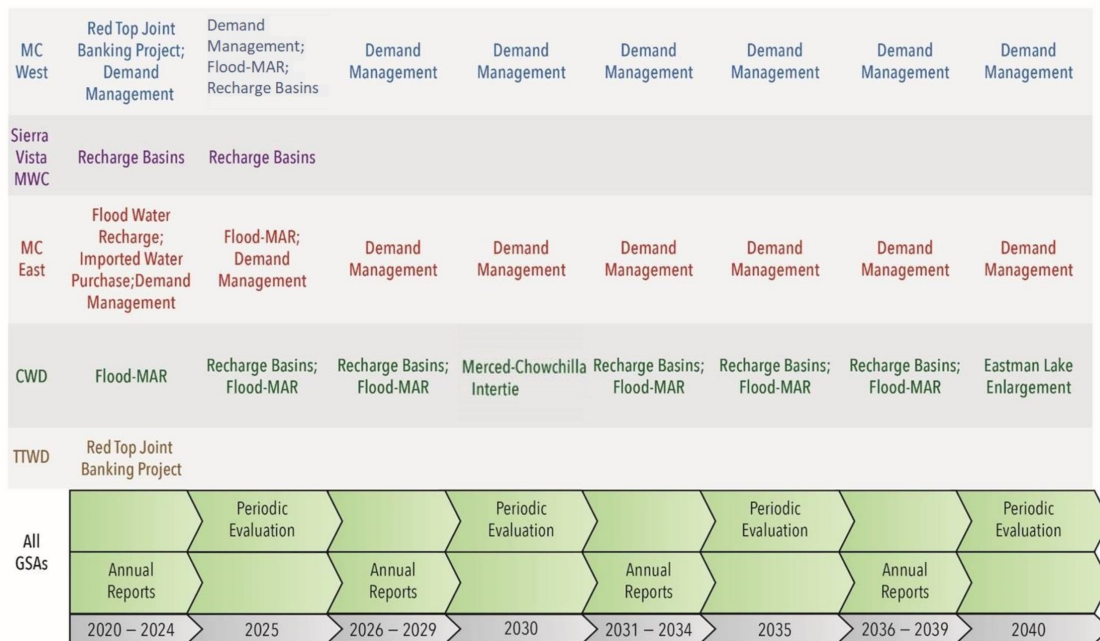 MC
West
Red Top Joint
Banking Project;
Demand
Management
Demand
Management;
Flood-MAR;
Recharge Basins
Demand
Management
Demand
Management
Demand
Management
Demand
Management
Demand
Management
Demand
Management
Sierra
Vista
MWC
Recharge Basins
Recharge Basins
MC
East
Flood Water
Recharge;
Imported Water
Purchase;Demand
Management
Flood-MAR;
Demand
Management
Demand
Management
Demand
Management
Demand
Management
Demand
Management
Demand
Management
Demand
Management
CWD
Flood-MAR
Recharge Basins;
Flood-MAR
Recharge Basins;
Flood-MAR
Merced-Chowchilla
Intertie
Recharge Basins;
Flood-MAR
Recharge Basins;
Flood-MAR
Recharge Basins;
Flood-MAR
Eastman Lake
Enlargement
TTWD
Red Top Joint
Banking Project
All
GSAs
Periodic
Evaluation
Periodic
Evaluation
Periodic
Evaluation
Periodic
Evaluation
Annual
Reports
Annual
Reports
Annual
Reports
Annual
Reports
2020 – 2024
2025
2026 – 2029
2030
2031 – 2034
2035
2036 – 2039
2040